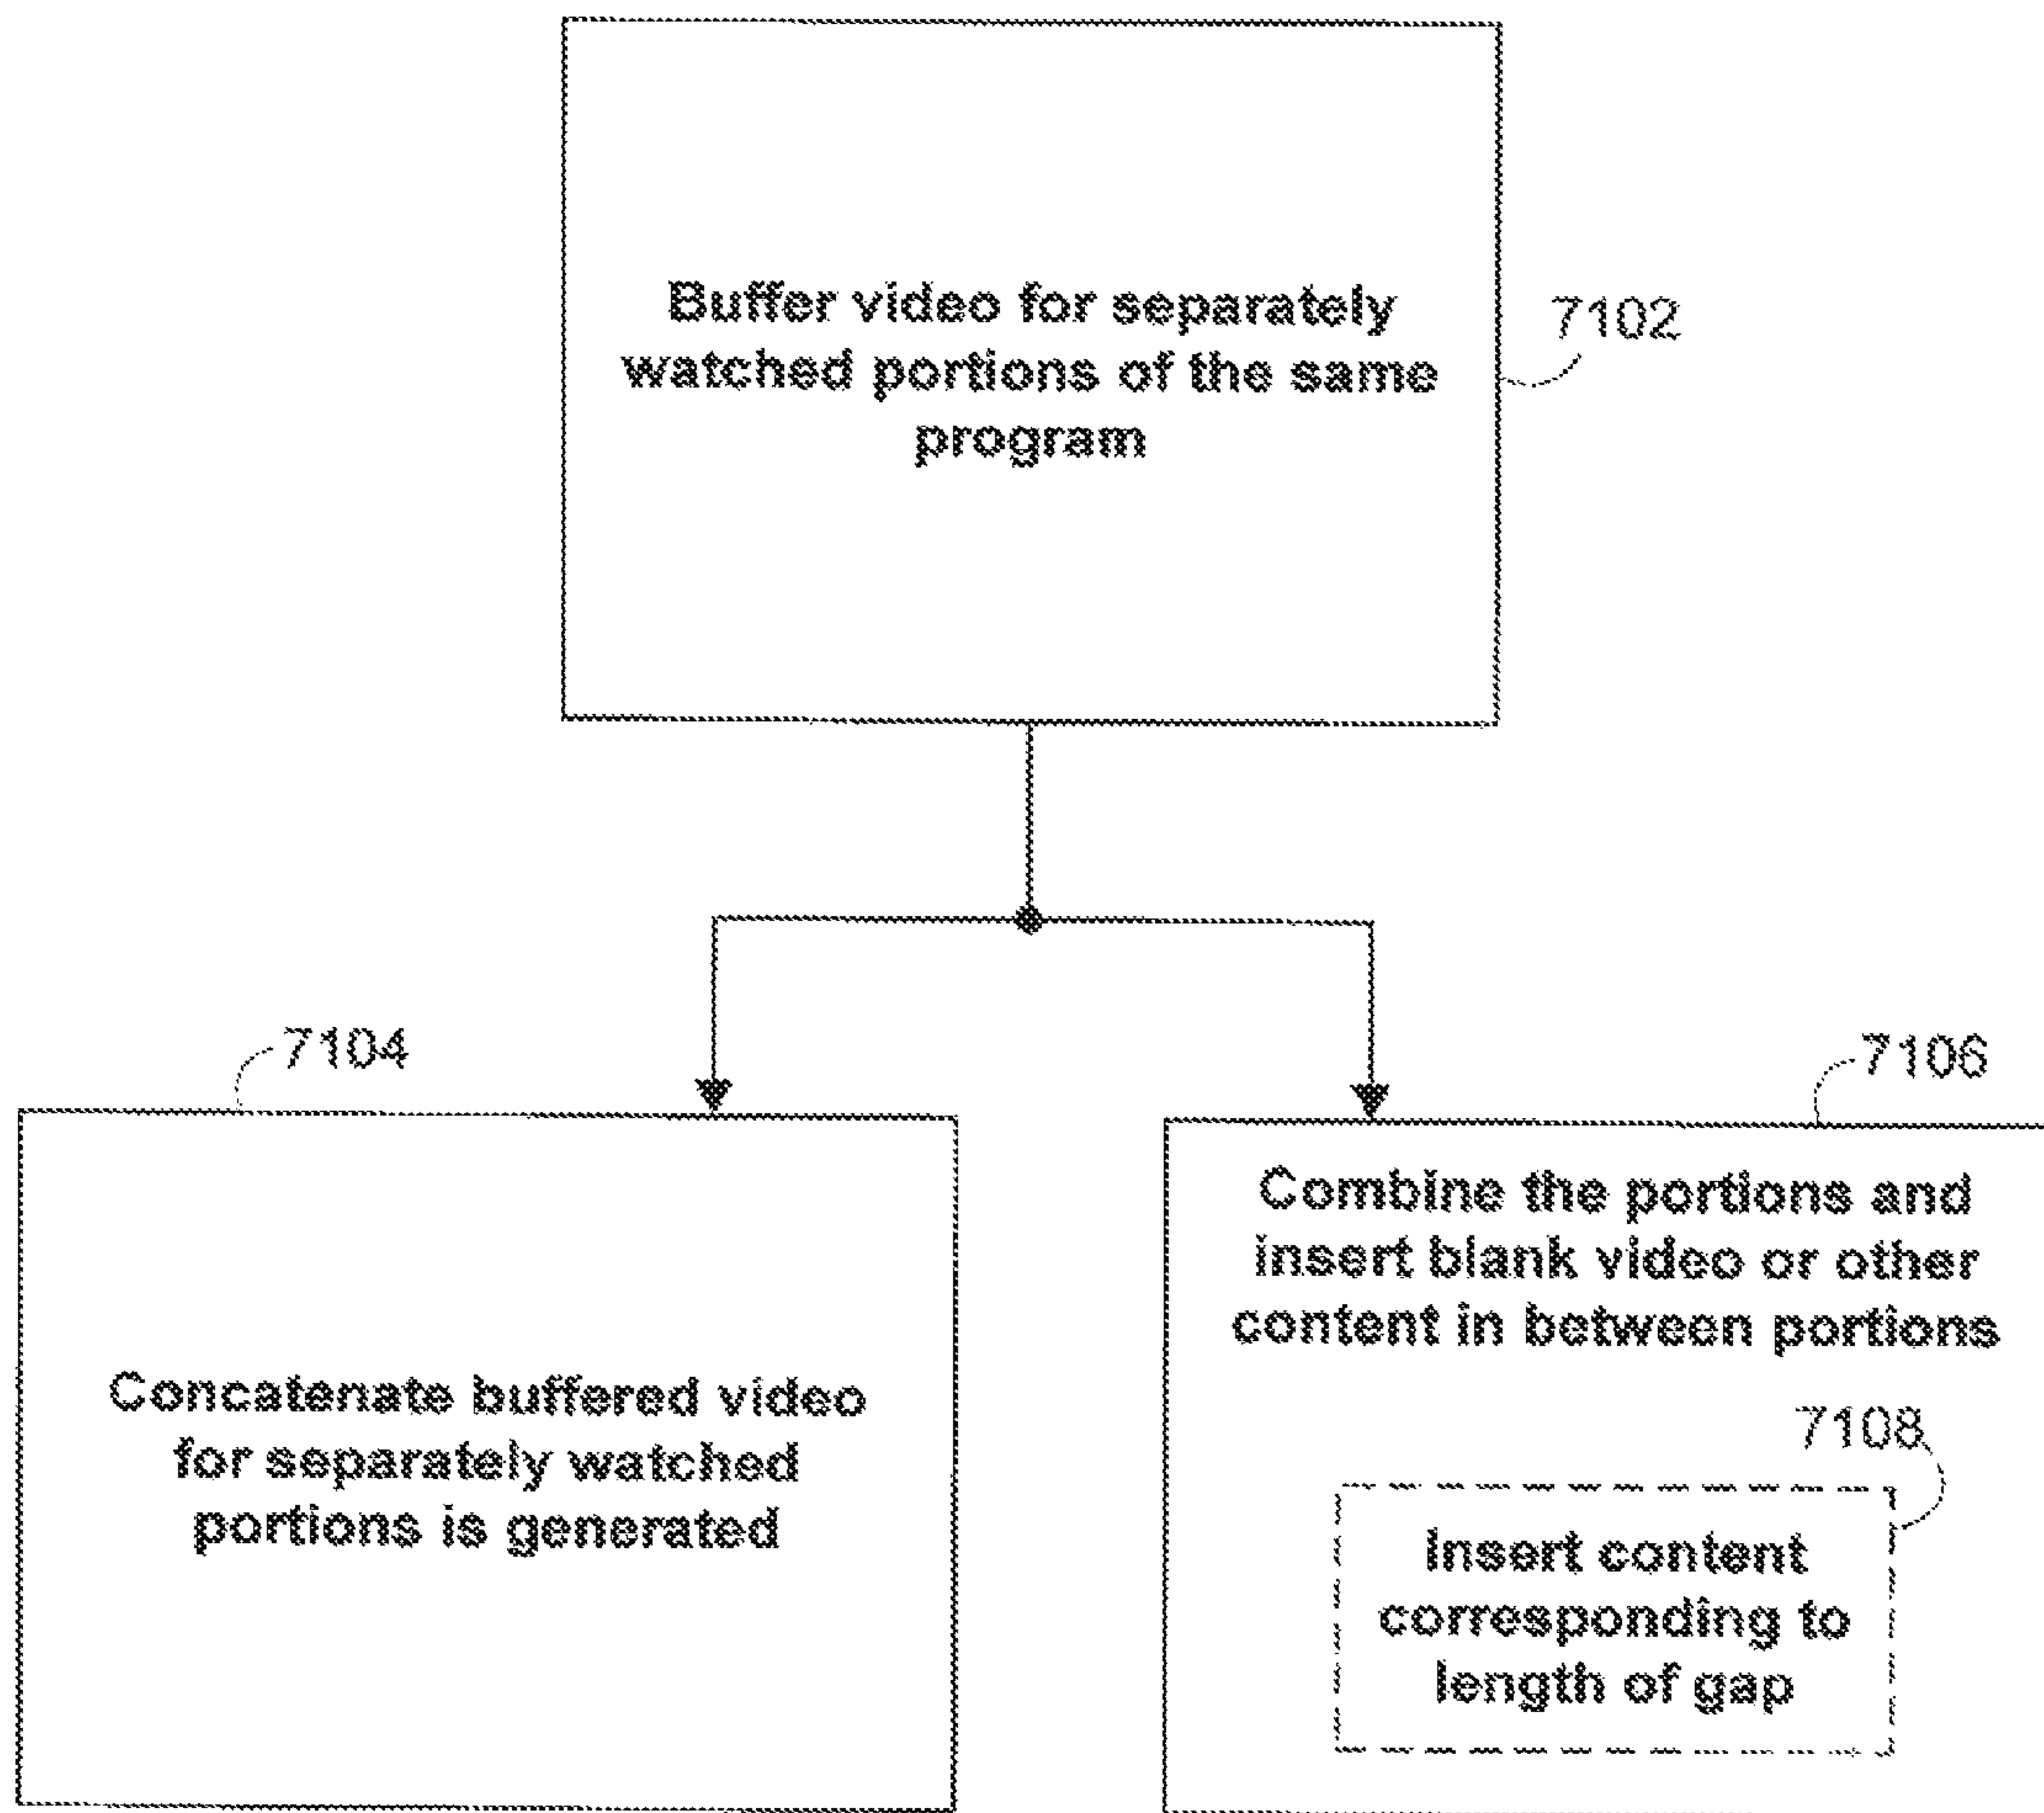 Buffer video for separately
watched portions of the same
program
7102
7104
Concatenate buffered video
for separately watched
portions is generated
7106
Combine the portions and
insert blank video or other
content in between portions
7108
Insert content
corresponding to
length of gap